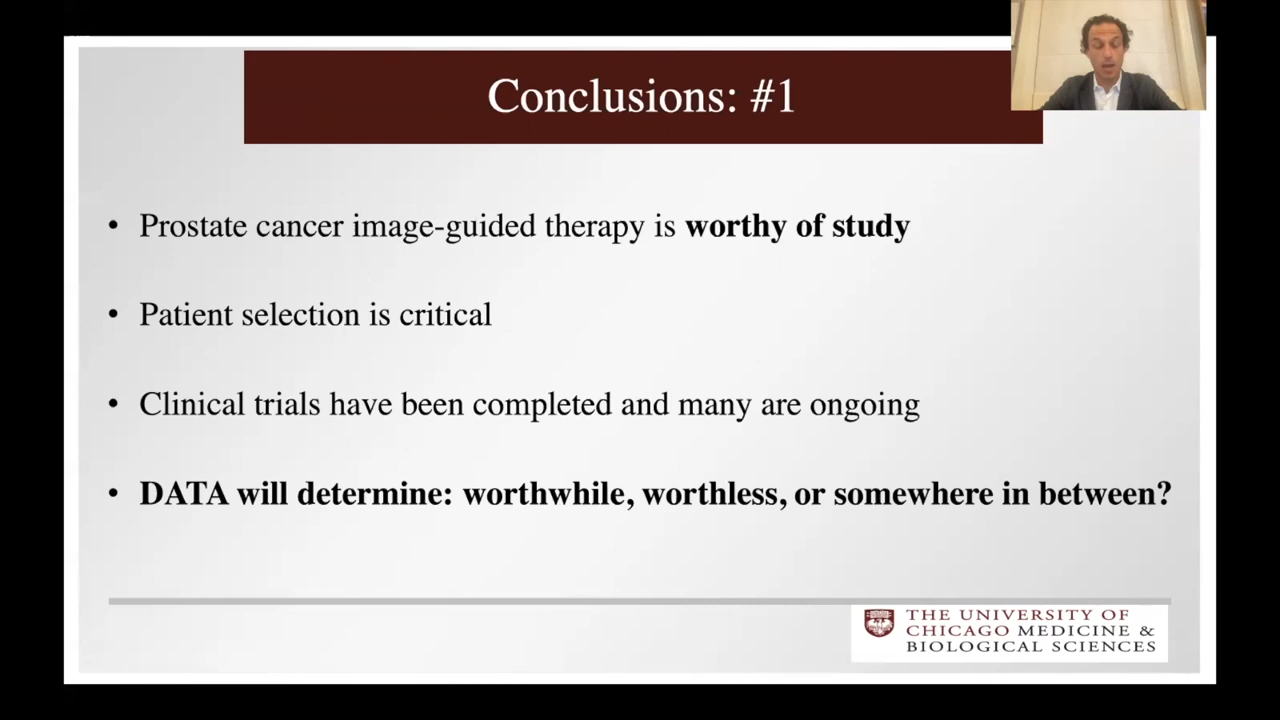 Conclusions: #1
• Prostate cancer image-guided therapy is worthy of study
• Patient selection is critical
• Clinical trials have been completed and many are ongoing
• DATA will determine: worthwhile, worthless, or somewhere in between?
THE UNIVERSITY OF
CHICAGO MEDICINE &
BIOLOGICAL SCIENCES